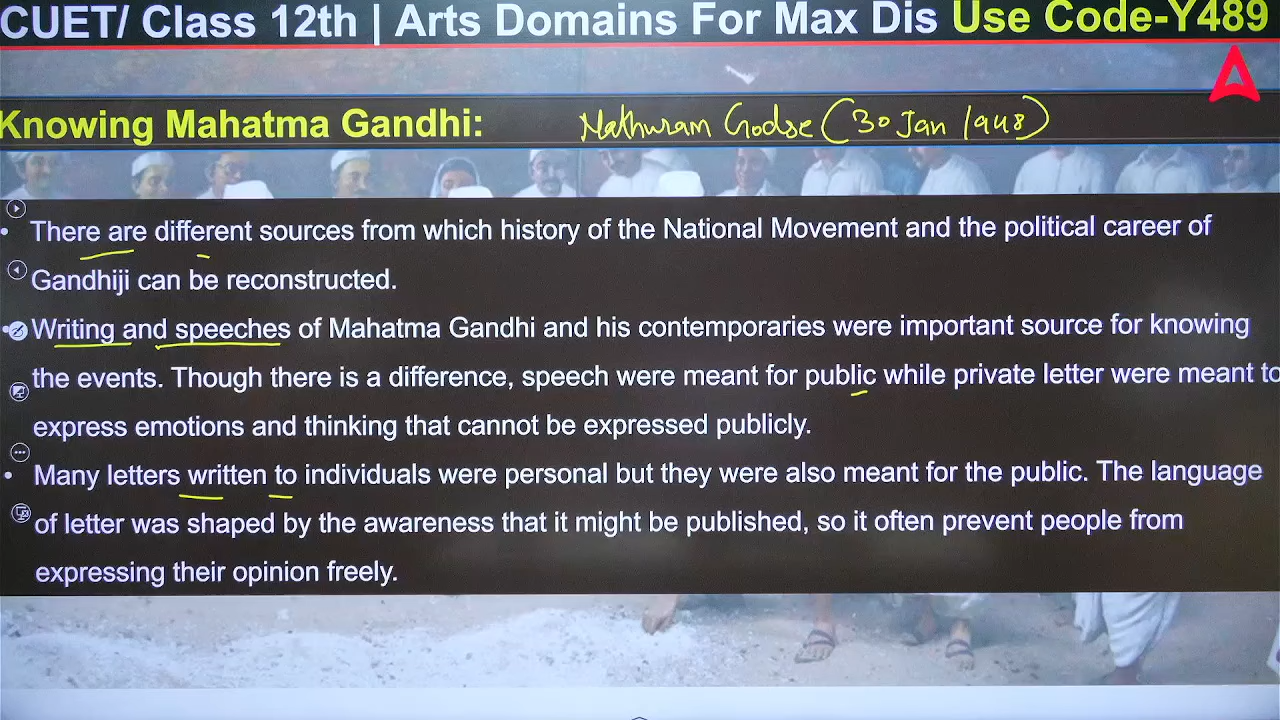 CUET/ Class 12th | Arts Domains For Max Dis Use Code-Y489
Knowing Mahatma Gandhi: Nathuram Godse (30 Jan 1948)
• There are different sources from which history of the National Movement and the political career of
Gandhiji can be reconstructed.
• Writing and speeches of Mahatma Gandhi and his contemporaries were important source for knowing
the events. Though there is a difference, speech were meant for public while private letter were meant to
express emotions and thinking that cannot be expressed publicly.
• Many letters written to individuals were personal but they were also meant for the public. The language
of letter was shaped by the awareness that it might be published, so it often prevent people from
expressing their opinion freely.